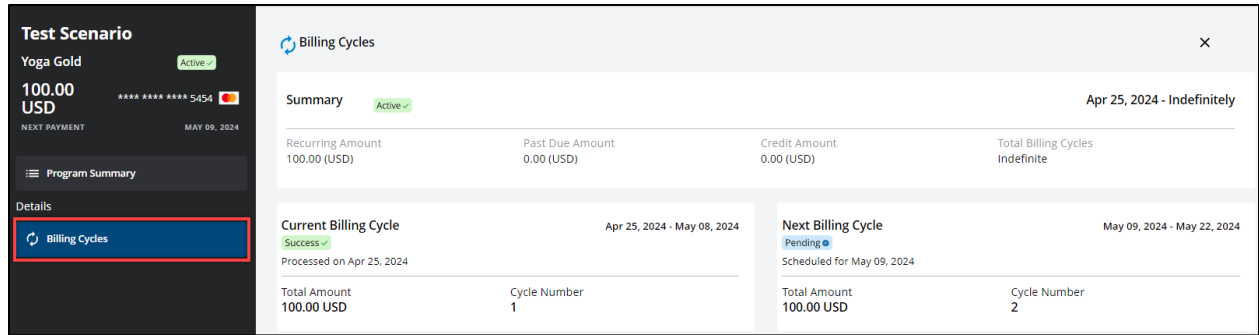 Test Scenario
Yoga Gold
Active
100.00
USD
**** **** **** 5454
NEXT PAYMENT
MAY 09, 2024
Program Summary
Details
Billing Cycles
Billing Cycles
Summary
Active
Apr 25, 2024 - Indefinitely
Recurring Amount
Past Due Amount
Credit Amount
Total Billing Cycles
100.00 (USD)
0.00 (USD)
0.00 (USD)
Indefinite
Current Billing Cycle
Apr 25, 2024 - May 08, 2024
Success
Processed on Apr 25, 2024
Total Amount
Cycle Number
100.00 USD
1
Next Billing Cycle
May 09, 2024 - May 22, 2024
Pending
Scheduled for May 09, 2024
Total Amount
Cycle Number
100.00 USD
2